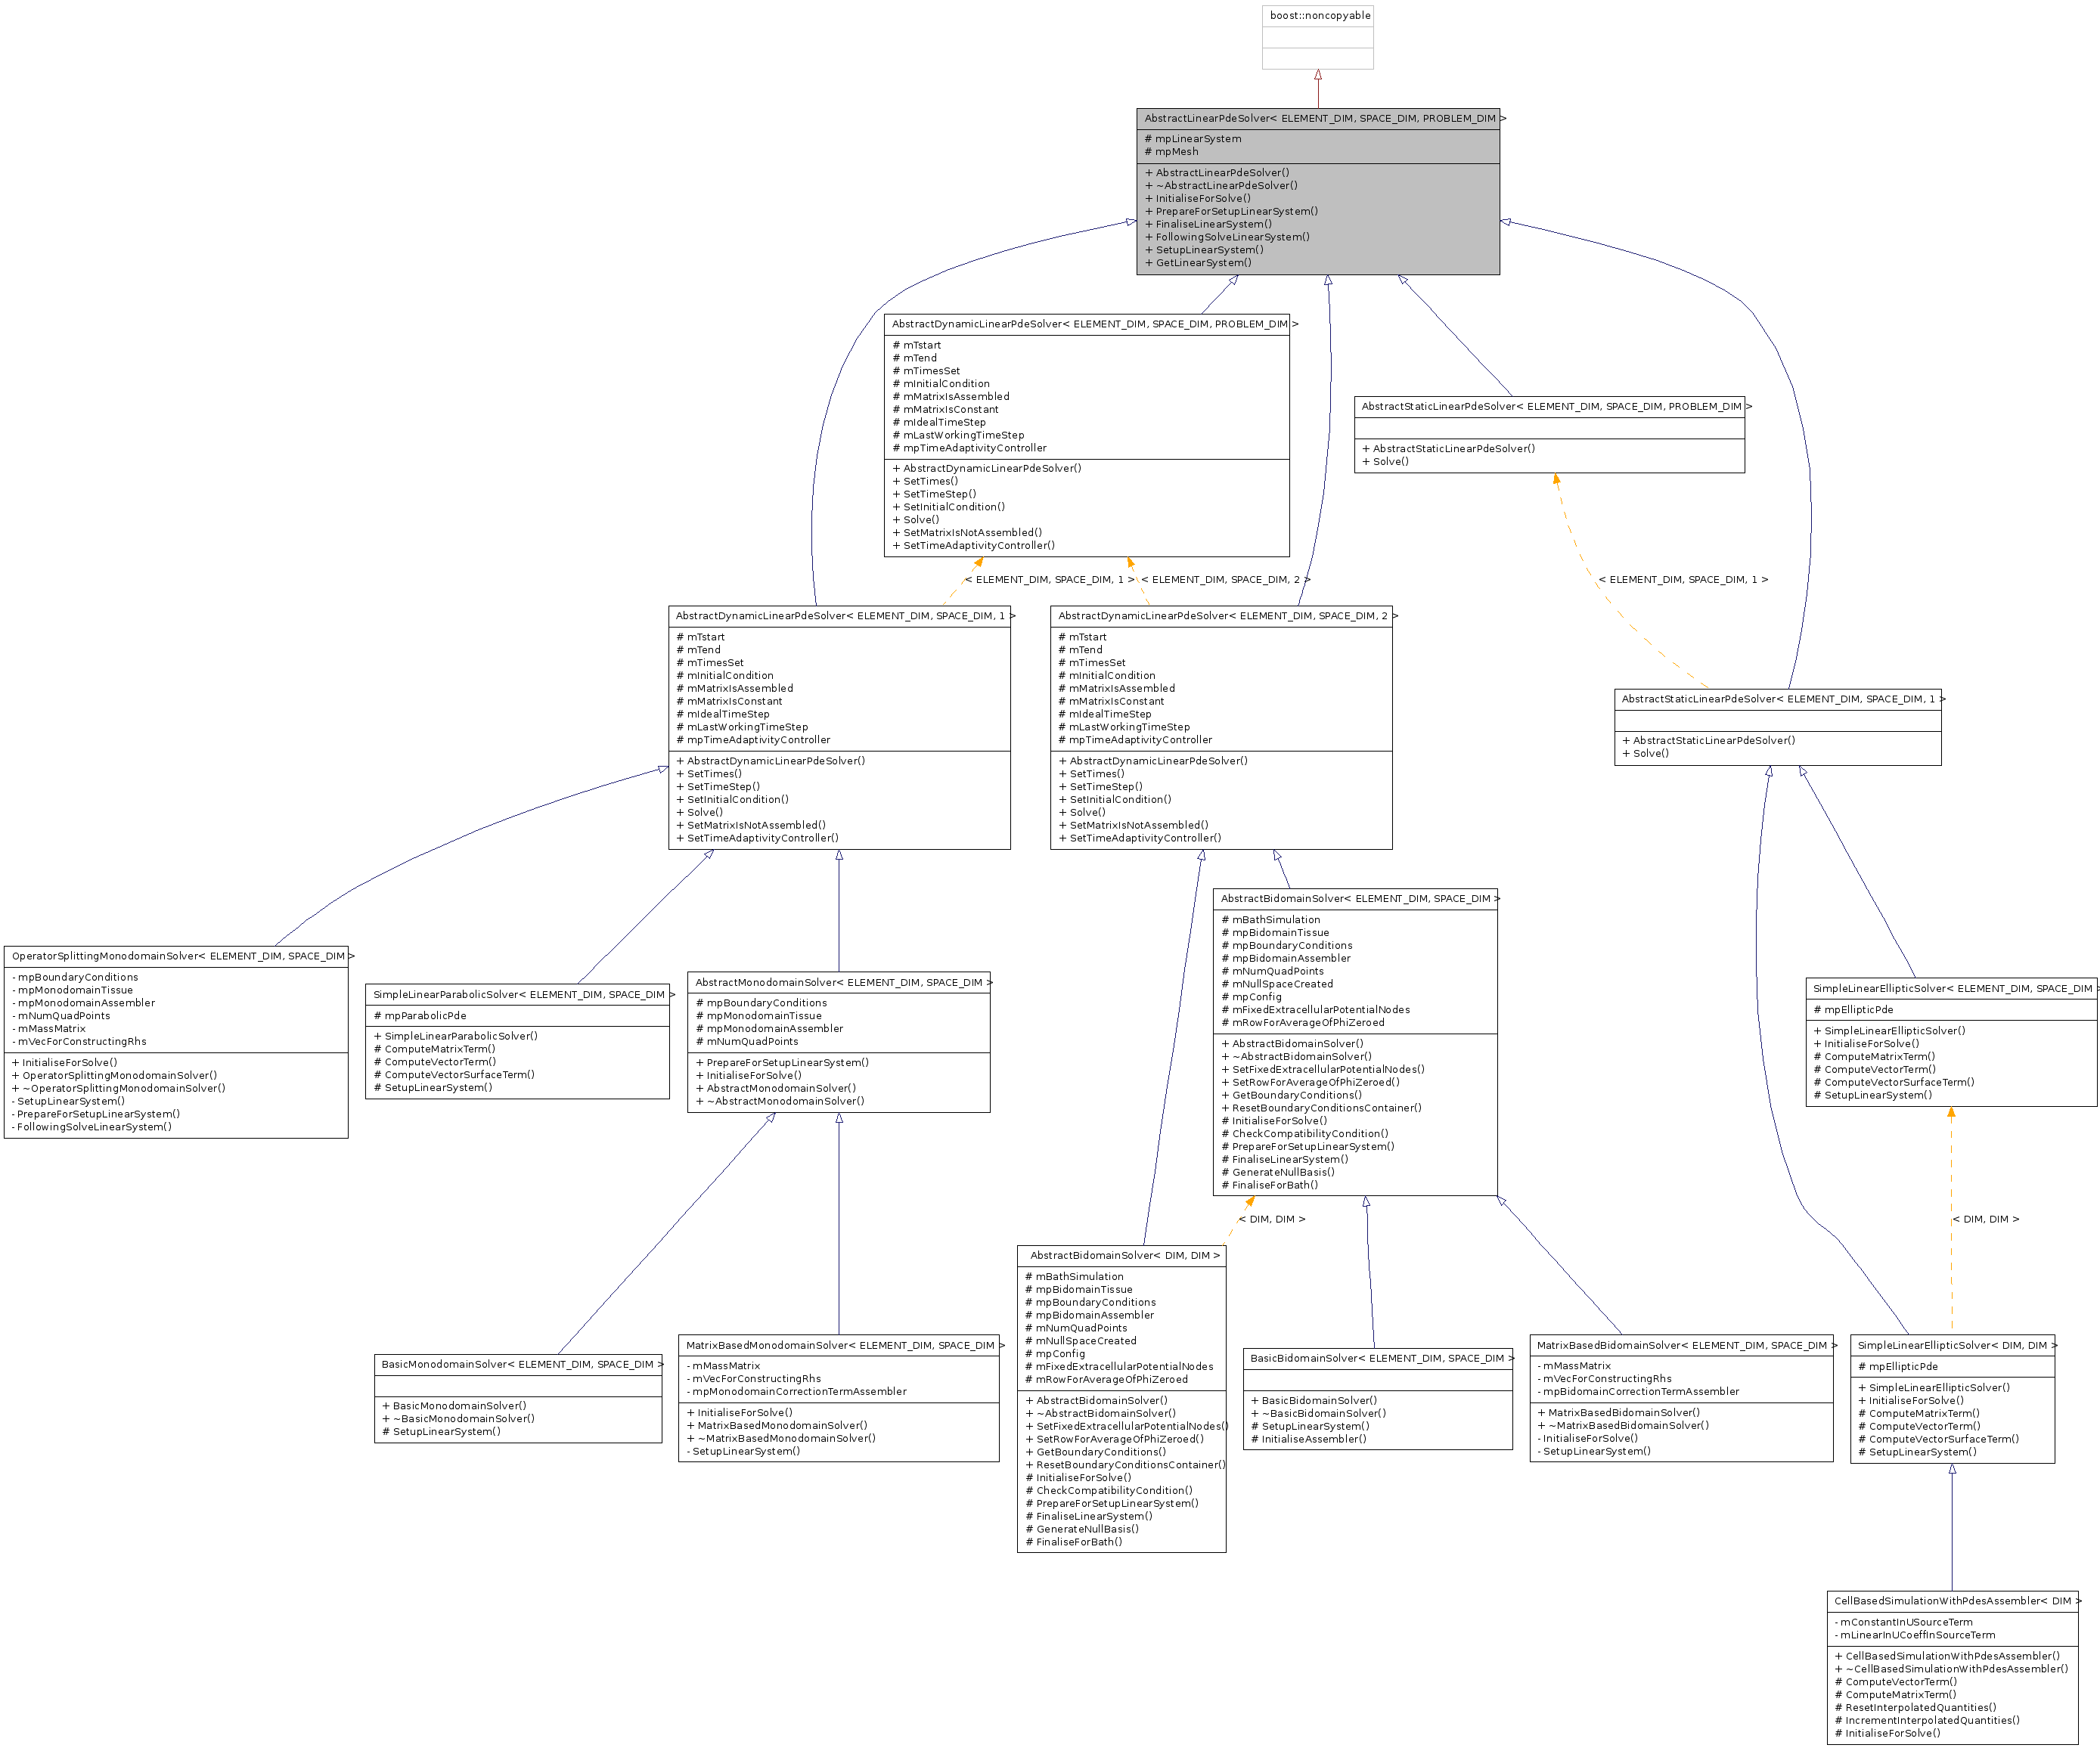 boost::noncopyable
AbstractLinearPdeSolver< ELEMENT_DIM, SPACE_DIM, PROBLEM_DIM >
# mpLinearSystem
# mpMesh
+ AbstractLinearPdeSolver()
+ ~AbstractLinearPdeSolver()
+ InitialiseForSolve()
+ PrepareForSetupLinearSystem()
+ FinaliseLinearSystem()
+ FollowingSolveLinearSystem()
+ SetupLinearSystem()
+ GetLinearSystem()
AbstractDynamicLinearPdeSolver< ELEMENT_DIM, SPACE_DIM, PROBLEM_DIM >
# mTstart
# mTend
# mTimesSet
# mInitialCondition
# mMatrixIsAssembled
# mMatrixIsConstant
# mIdealTimeStep
# mLastWorkingTimeStep
# mpTimeAdaptivityController
+ AbstractDynamicLinearPdeSolver()
+ SetTimes()
+ SetTimeStep()
+ SetInitialCondition()
+ Solve()
+ SetMatrixIsNotAssembled()
+ SetTimeAdaptivityController()
AbstractStaticLinearPdeSolver< ELEMENT_DIM, SPACE_DIM, PROBLEM_DIM >
+ AbstractStaticLinearPdeSolver()
+ Solve()
< ELEMENT_DIM, SPACE_DIM, 1 >
< ELEMENT_DIM, SPACE_DIM, 2 >
< ELEMENT_DIM, SPACE_DIM, 1 >
AbstractDynamicLinearPdeSolver< ELEMENT_DIM, SPACE_DIM, 1 >
# mTstart
# mTend
# mTimesSet
# mInitialCondition
# mMatrixIsAssembled
# mMatrixIsConstant
# mIdealTimeStep
# mLastWorkingTimeStep
# mpTimeAdaptivityController
+ AbstractDynamicLinearPdeSolver()
+ SetTimes()
+ SetTimeStep()
+ SetInitialCondition()
+ Solve()
+ SetMatrixIsNotAssembled()
+ SetTimeAdaptivityController()
AbstractDynamicLinearPdeSolver< ELEMENT_DIM, SPACE_DIM, 2 >
# mTstart
# mTend
# mTimesSet
# mInitialCondition
# mMatrixIsAssembled
# mMatrixIsConstant
# mIdealTimeStep
# mLastWorkingTimeStep
# mpTimeAdaptivityController
+ AbstractDynamicLinearPdeSolver()
+ SetTimes()
+ SetTimeStep()
+ SetInitialCondition()
+ Solve()
+ SetMatrixIsNotAssembled()
+ SetTimeAdaptivityController()
AbstractStaticLinearPdeSolver< ELEMENT_DIM, SPACE_DIM, 1 >
+ AbstractStaticLinearPdeSolver()
+ Solve()
OperatorSplittingMonodomainSolver< ELEMENT_DIM, SPACE_DIM >
- mpBoundaryConditions
- mpMonodomainTissue
- mpMonodomainAssembler
- mNumQuadPoints
- mMassMatrix
- mVecForConstructingRhs
+ InitialiseForSolve()
+ OperatorSplittingMonodomainSolver()
+ ~OperatorSplittingMonodomainSolver()
- SetupLinearSystem()
- PrepareForSetupLinearSystem()
- FollowingSolveLinearSystem()
SimpleLinearParabolicSolver< ELEMENT_DIM, SPACE_DIM >
# mpParabolicPde
+ SimpleLinearParabolicSolver()
# ComputeMatrixTerm()
# ComputeVectorTerm()
# ComputeVectorSurfaceTerm()
# SetupLinearSystem()
AbstractMonodomainSolver< ELEMENT_DIM, SPACE_DIM >
# mpBoundaryConditions
# mpMonodomainTissue
# mpMonodomainAssembler
# mNumQuadPoints
+ PrepareForSetupLinearSystem()
+ InitialiseForSolve()
+ AbstractMonodomainSolver()
+ ~AbstractMonodomainSolver()
AbstractBidomainSolver< ELEMENT_DIM, SPACE_DIM >
# mBathSimulation
# mpBidomainTissue
# mpBoundaryConditions
# mpBidomainAssembler
# mNumQuadPoints
# mNullSpaceCreated
# mpConfig
# mFixedExtracellularPotentialNodes
# mRowForAverageOfPhiZeroed
+ AbstractBidomainSolver()
+ ~AbstractBidomainSolver()
+ SetFixedExtracellularPotentialNodes()
+ SetRowForAverageOfPhiZeroed()
+ GetBoundaryConditions()
+ ResetBoundaryConditionsContainer()
# InitialiseForSolve()
# CheckCompatibilityCondition()
# PrepareForSetupLinearSystem()
# FinaliseLinearSystem()
# GenerateNullBasis()
# FinaliseForBath()
SimpleLinearEllipticSolver< ELEMENT_DIM, SPACE_DIM >
# mpEllipticPde
+ SimpleLinearEllipticSolver()
+ InitialiseForSolve()
# ComputeMatrixTerm()
# ComputeVectorTerm()
# ComputeVectorSurfaceTerm()
# SetupLinearSystem()
< DIM, DIM >
< DIM, DIM >
BasicMonodomainSolver< ELEMENT_DIM, SPACE_DIM >
+ BasicMonodomainSolver()
+ ~BasicMonodomainSolver()
# SetupLinearSystem()
MatrixBasedMonodomainSolver< ELEMENT_DIM, SPACE_DIM >
- mMassMatrix
- mVecForConstructingRhs
- mpMonodomainCorrectionTermAssembler
+ InitialiseForSolve()
+ MatrixBasedMonodomainSolver()
+ ~MatrixBasedMonodomainSolver()
- SetupLinearSystem()
AbstractBidomainSolver< DIM, DIM >
# mBathSimulation
# mpBidomainTissue
# mpBoundaryConditions
# mpBidomainAssembler
# mNumQuadPoints
# mNullSpaceCreated
# mpConfig
# mFixedExtracellularPotentialNodes
# mRowForAverageOfPhiZeroed
+ AbstractBidomainSolver()
+ ~AbstractBidomainSolver()
+ SetFixedExtracellularPotentialNodes()
+ SetRowForAverageOfPhiZeroed()
+ GetBoundaryConditions()
+ ResetBoundaryConditionsContainer()
# InitialiseForSolve()
# CheckCompatibilityCondition()
# PrepareForSetupLinearSystem()
# FinaliseLinearSystem()
# GenerateNullBasis()
# FinaliseForBath()
BasicBidomainSolver< ELEMENT_DIM, SPACE_DIM >
+ BasicBidomainSolver()
+ ~BasicBidomainSolver()
# SetupLinearSystem()
# InitialiseAssembler()
MatrixBasedBidomainSolver< ELEMENT_DIM, SPACE_DIM >
- mMassMatrix
- mVecForConstructingRhs
- mpBidomainCorrectionTermAssembler
+ MatrixBasedBidomainSolver()
+ ~MatrixBasedBidomainSolver()
- InitialiseForSolve()
- SetupLinearSystem()
SimpleLinearEllipticSolver< DIM, DIM >
# mpEllipticPde
+ SimpleLinearEllipticSolver()
+ InitialiseForSolve()
# ComputeMatrixTerm()
# ComputeVectorTerm()
# ComputeVectorSurfaceTerm()
# SetupLinearSystem()
CellBasedSimulationWithPdesAssembler< DIM >
- mConstantInUSourceTerm
- mLinearInUCoeffInSourceTerm
+ CellBasedSimulationWithPdesAssembler()
+ ~CellBasedSimulationWithPdesAssembler()
# ComputeVectorTerm()
# ComputeMatrixTerm()
# ResetInterpolatedQuantities()
# IncrementInterpolatedQuantities()
# InitialiseForSolve()